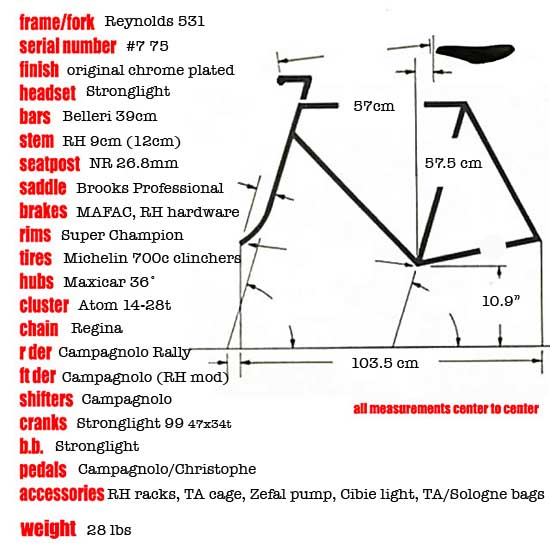 frame/fork Reynolds 531
serial number #7 75
finish original chrome plated
headset Stronglight
bars Belleri 39cm
stem RH 9cm (12cm)
seatpost NR 26.8mm
saddle Brooks Professional
brakes MAFAC, RH hardware
rims Super Champion
tires Michelin 700c clinchers
hubs Maxicar 36°
cluster Atom 14-28t
chain Regina
r der Campagnolo Rally
ft der Campagnolo (RH mod)
shifters Campagnolo
cranks Stronglight 99 47x34t
b.b. Stronglight
pedals Campagnolo/Christophe
accessories RH racks, TA cage, Zefal pump, Cibie light, TA/Sologne bags
weight 28 lbs
57cm
57.5 cm
10.9"
103.5 cm
all measurements center to center